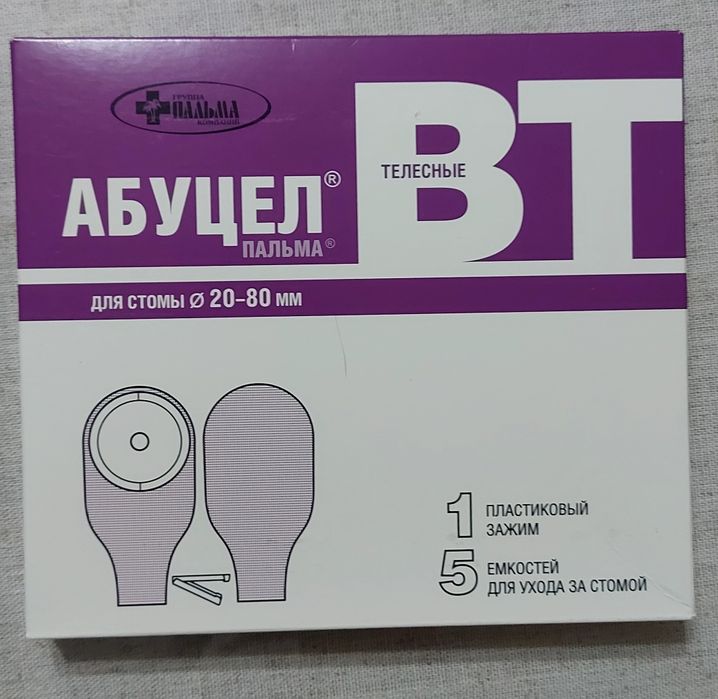 ГРУППА
ПАЛЬМА
КОМПАНИЙ
ВТ
ТЕЛЕСНЫЕ
АБУЦЕЛ®
ПАЛЬМА®
ДЛЯ СТОМЫ Ø 20-80 ММ
1 ПЛАСТИКОВЫЙ
ЗАЖИМ
5 ЕМКОСТЕЙ
ДЛЯ УХОДА ЗА СТОМОЙ